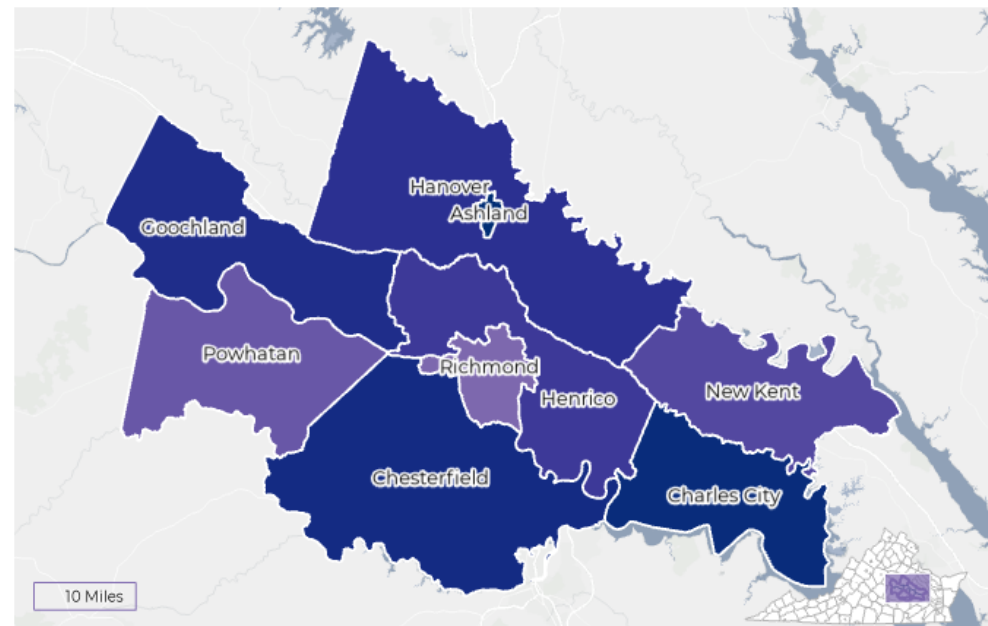 Hanover
Ashland
Goochland
Powhatan
Richmond
New Kent
Henrico
Chesterfield
Charles City
10 Miles